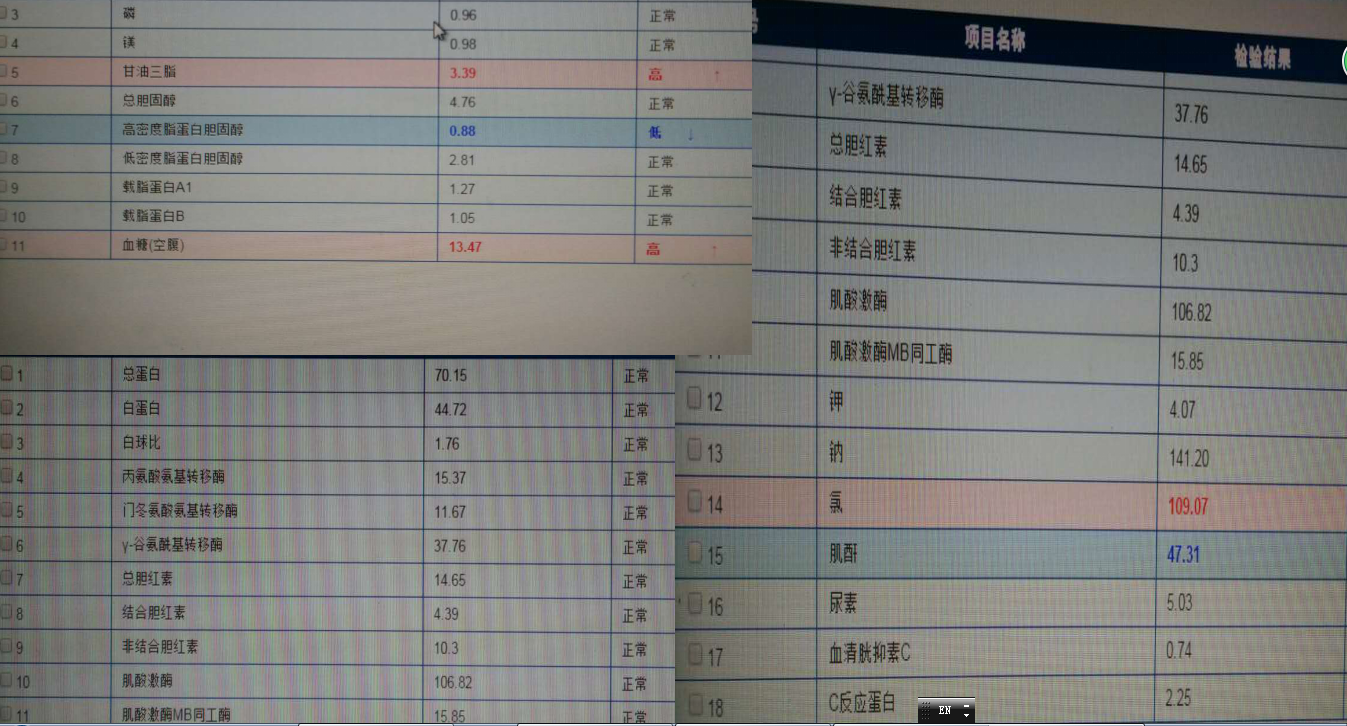 3 磷 0.96 正常
4 镁 0.98 正常
5 甘油三脂 3.39 高 ↑
6 总胆固醇 4.76 正常
7 高密度脂蛋白胆固醇 0.88 低 ↓
8 低密度脂蛋白胆固醇 2.81 正常
9 载脂蛋白A1 1.27 正常
10 载脂蛋白B 1.05 正常
11 血糖(空腹) 13.47 高 ↑
1 总蛋白 70.15 正常
2 白蛋白 44.72 正常
3 白球比 1.76 正常
4 丙氨酸氨基转移酶 15.37 正常
5 门冬氨酸氨基转移酶 11.67 正常
6 γ-谷氨酰基转移酶 37.76 正常
7 总胆红素 14.65 正常
8 结合胆红素 4.39 正常
9 非结合胆红素 10.3 正常
10 肌酸激酶 106.82 正常
11 肌酸激酶MB同工酶 15.85 正常
号 项目名称 检验结果
γ-谷氨酰基转移酶 37.76
总胆红素 14.65
结合胆红素 4.39
非结合胆红素 10.3
肌酸激酶 106.82
11 肌酸激酶MB同工酶 15.85
12 钾 4.07
13 钠 141.20
14 氯 109.07
15 肌酐 47.31
16 尿素 5.03
17 血清胱抑素C 0.74
18 C反应蛋白 2.25
EN